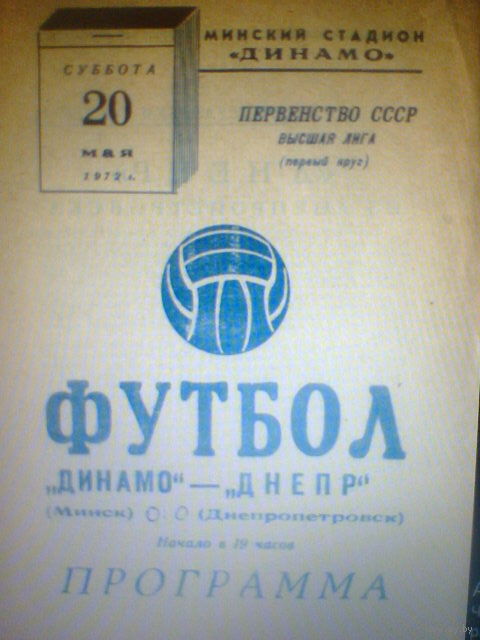 СУББОТА
20
МАЯ
1972 г.
МИНСКИЙ СТАДИОН
«ДИНАМО»
ПЕРВЕНСТВО СССР
ВЫСШАЯ ЛИГА
(первый круг)
ФУТБОЛ
„ДИНАМО“ — „ДНЕПР“
(Минск) 0:0 (Днепропетровск)
Начало в 19 часов
ПРОГРАММА